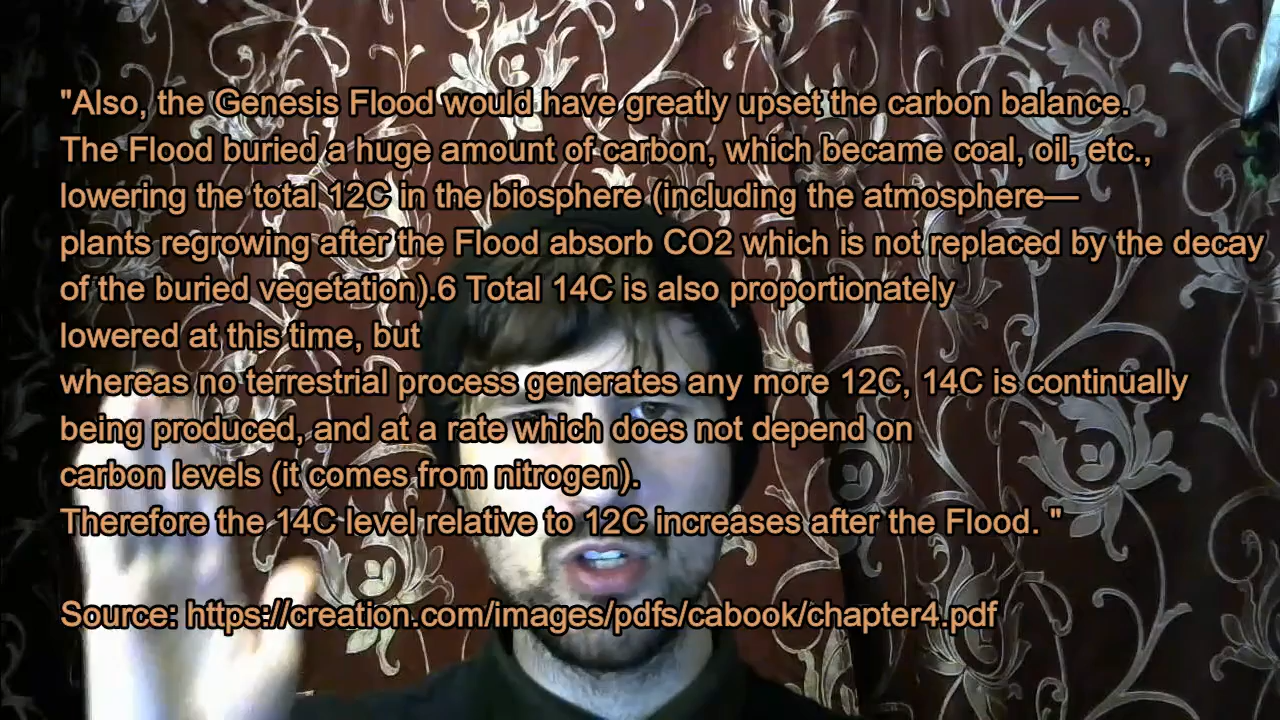 "Also, the Genesis Flood would have greatly upset the carbon balance.
The Flood buried a huge amount of carbon, which became coal, oil, etc.,
lowering the total 12C in the biosphere (including the atmosphere—
plants regrowing after the Flood absorb CO2 which is not replaced by the decay
of the buried vegetation).6 Total 14C is also proportionately
lowered at this time, but
whereas no terrestrial process generates any more 12C, 14C is continually
being produced, and at a rate which does not depend on
carbon levels (it comes from nitrogen).
Therefore the 14C level relative to 12C increases after the Flood. "
Source: https://creation.com/images/pdfs/cabook/chapter4.pdf